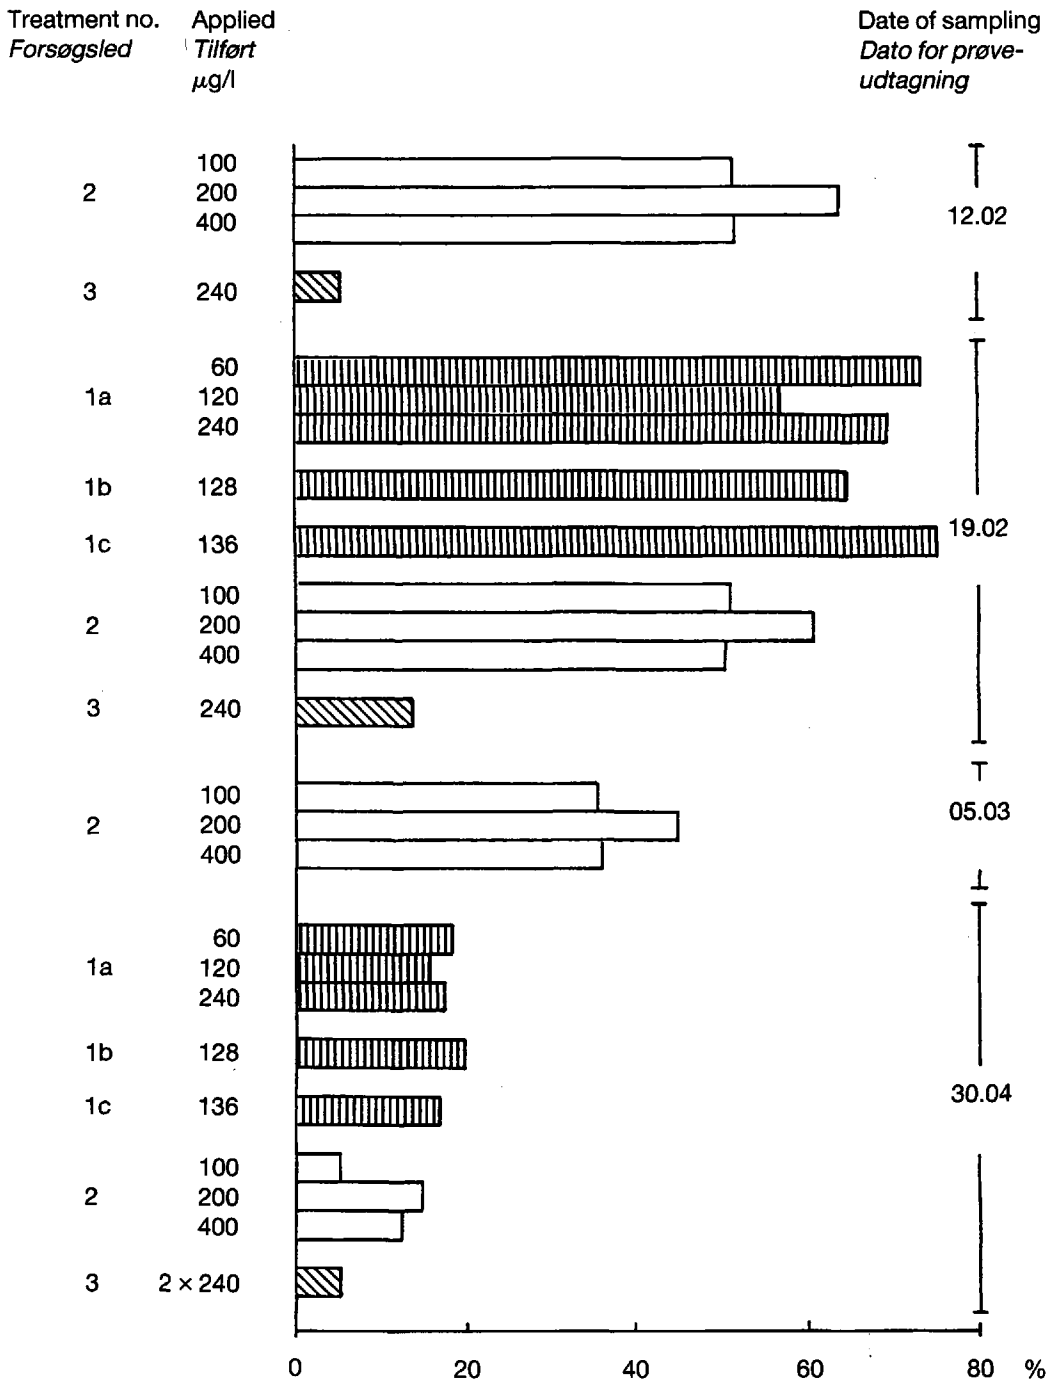 Treatment no. Applied Date of sampling
Forsøgsled Tilført Dato for prøve-
μg/l udtagning
100
2 200
400 12.02
3 240
60
1a 120
240
1b 128
1c 136 19.02
100
2 200
400
3 240
100
2 200 05.03
400
60
1a 120
240
1b 128
1c 136 30.04
100
2 200
400
3 2 × 240
0 20 40 60 80 %